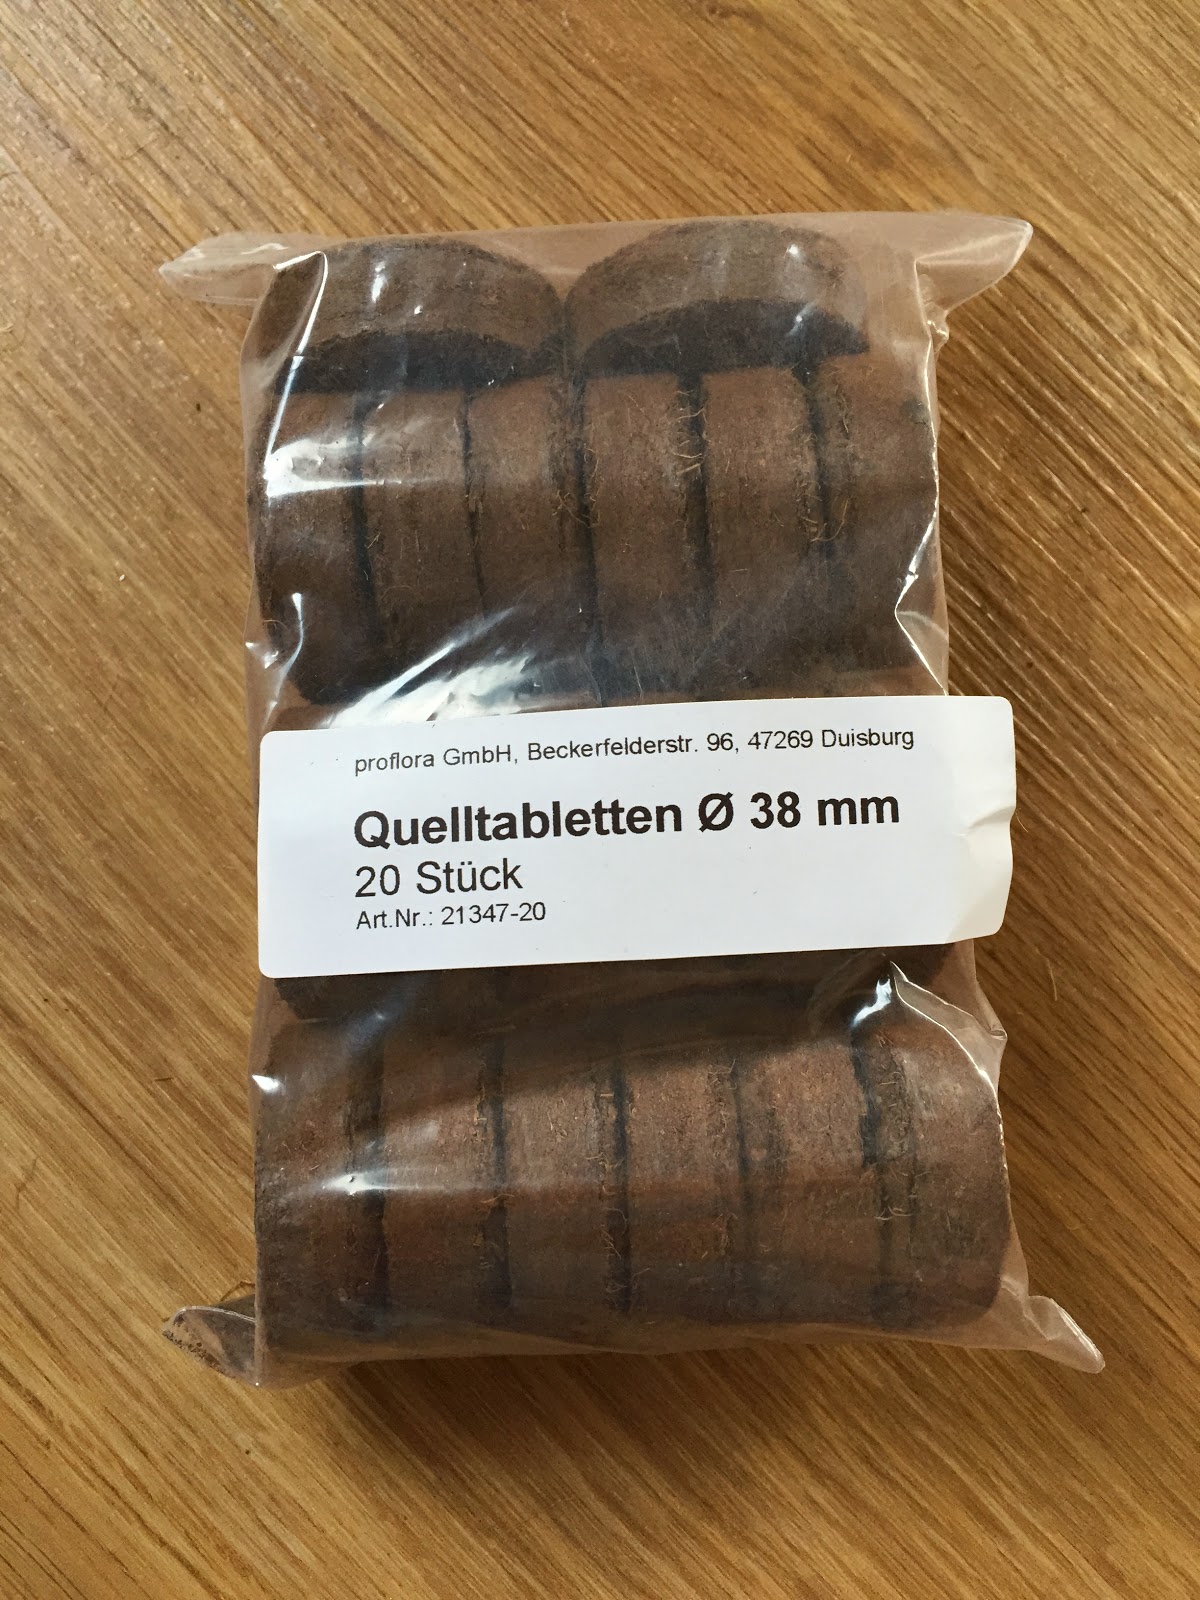 proflora GmbH, Beckerfelderstr. 96, 47269 Duisburg
Quelltabletten Ø 38 mm
20 Stück
Art.Nr.: 21347-20